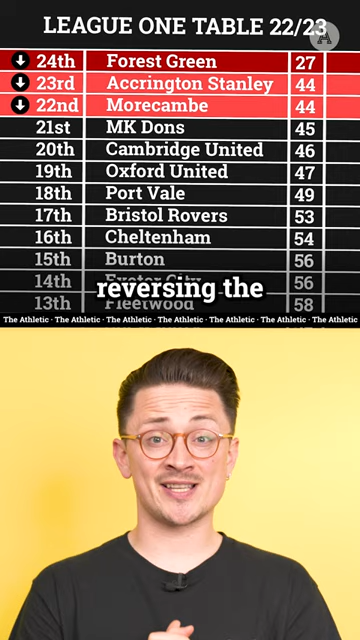 LEAGUE ONE TABLE 22/23
24th Forest Green 27
23rd Accrington Stanley 44
22nd Morecambe 44
21st MK Dons 45
20th Cambridge United 46
19th Oxford United 47
18th Port Vale 49
17th Bristol Rovers 53
16th Cheltenham 54
15th Burton 56
14th Exeter City 56
reversing the
13th Fleetwood 58
The Athletic · The Athletic · The Athletic · The Athletic · The Athletic · The Athletic · The Athletic